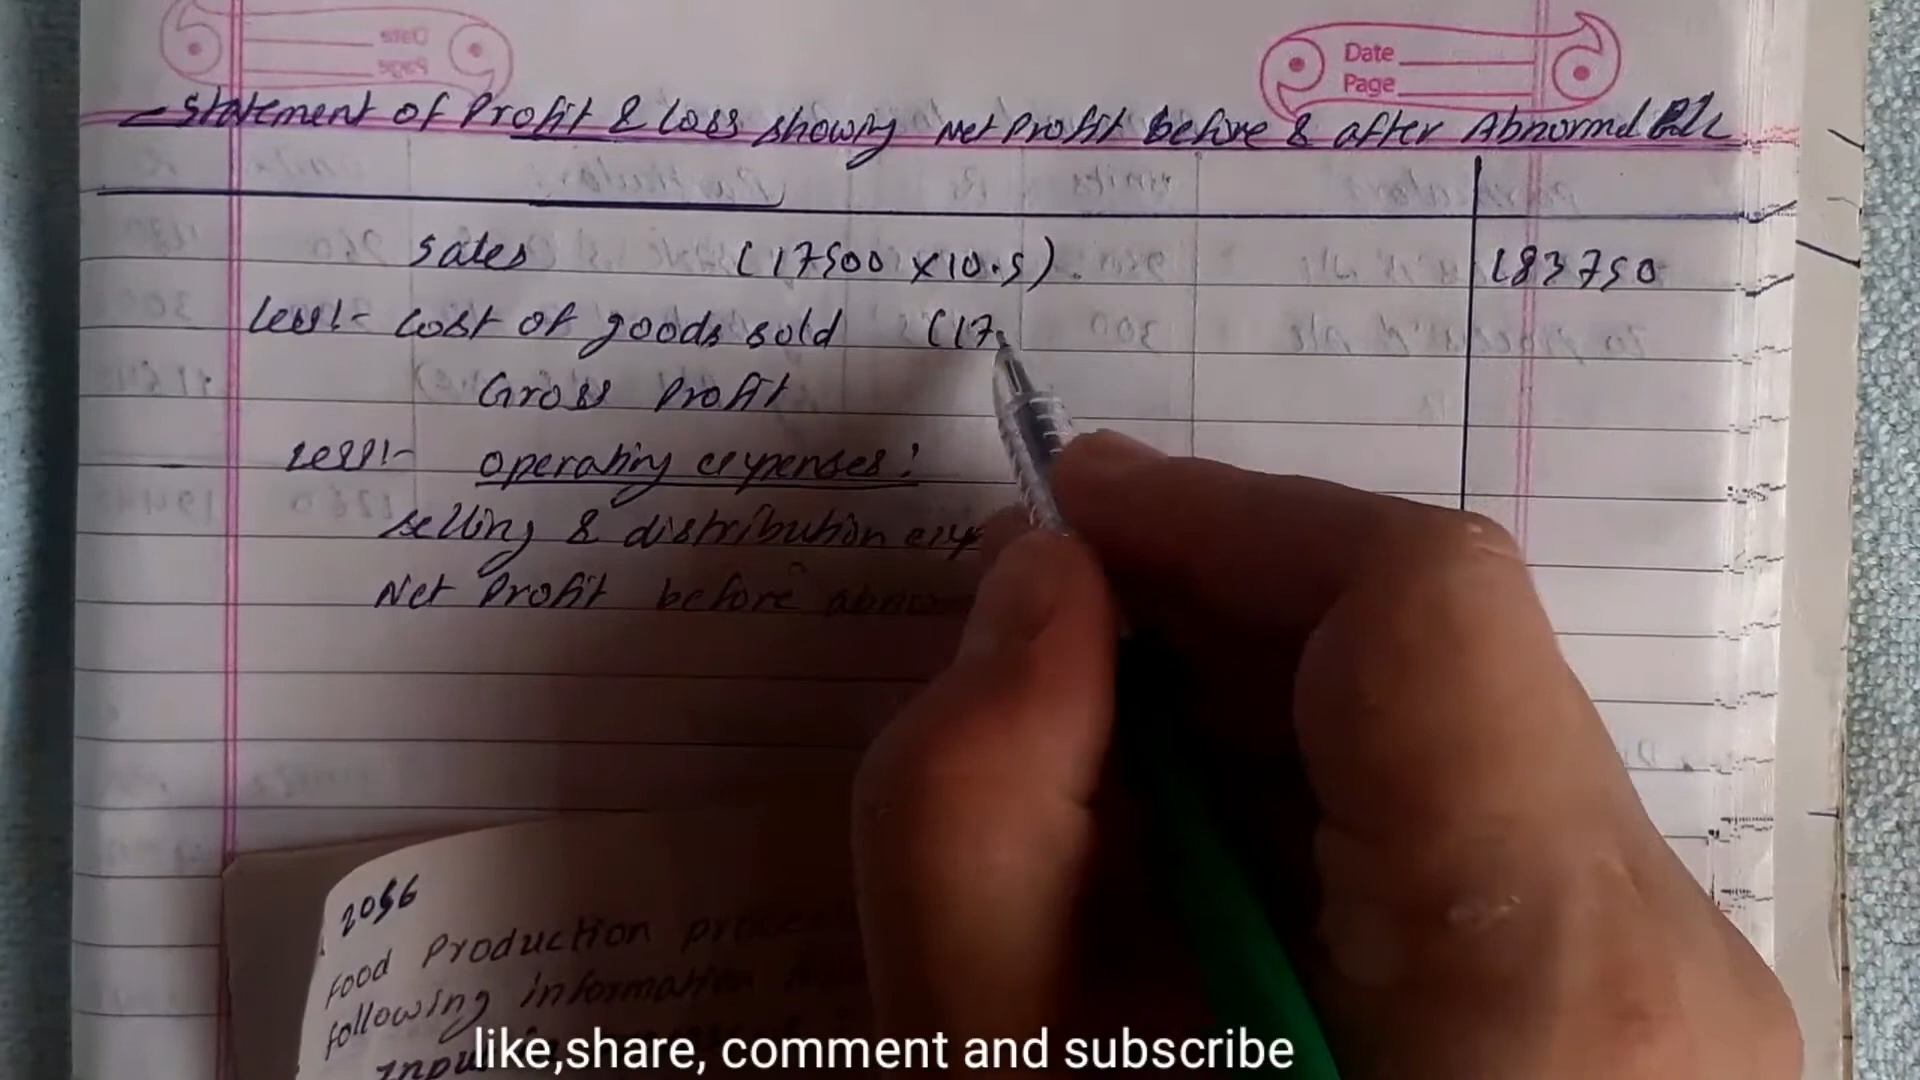 Date
Page
Statement of Profit & Loss showing Net Profit Before & after Abnormal P/L
Sales (17500 x 10.5) 183750
Less:- Cost of goods sold (17
Gross Profit
Less:- operating expenses:
selling & distribution exp
Net Profit before abnorm
2056
Food Production
following information
Inpu
like,share, comment and subscribe